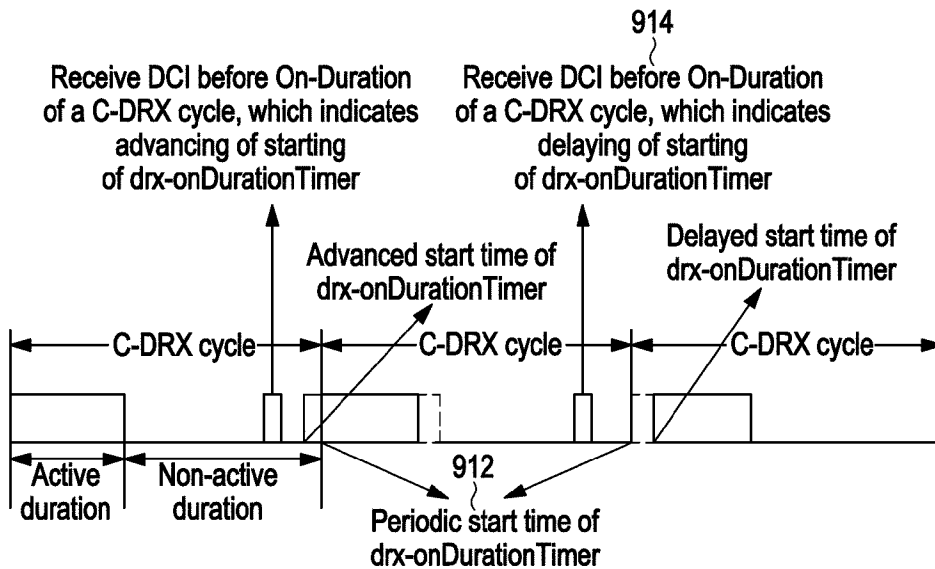 914
Receive DCI before On-Duration
of a C-DRX cycle, which indicates
advancing of starting
of drx-onDurationTimer
Receive DCI before On-Duration
of a C-DRX cycle, which indicates
delaying of starting
of drx-onDurationTimer
Advanced start time of
drx-onDurationTimer
Delayed start time of
drx-onDurationTimer
C-DRX cycle
C-DRX cycle
C-DRX cycle
Active
duration
Non-active
duration
912
Periodic start time of
drx-onDurationTimer